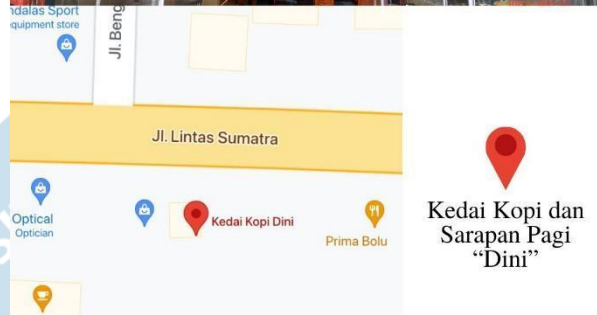 ndalas Sport
equipment store
Jl. Beng
Jl. Lintas Sumatra
Optical
Optician
Kedai Kopi Dini
Prima Bolu
Kedai Kopi dan
Sarapan Pagi
“Dini”